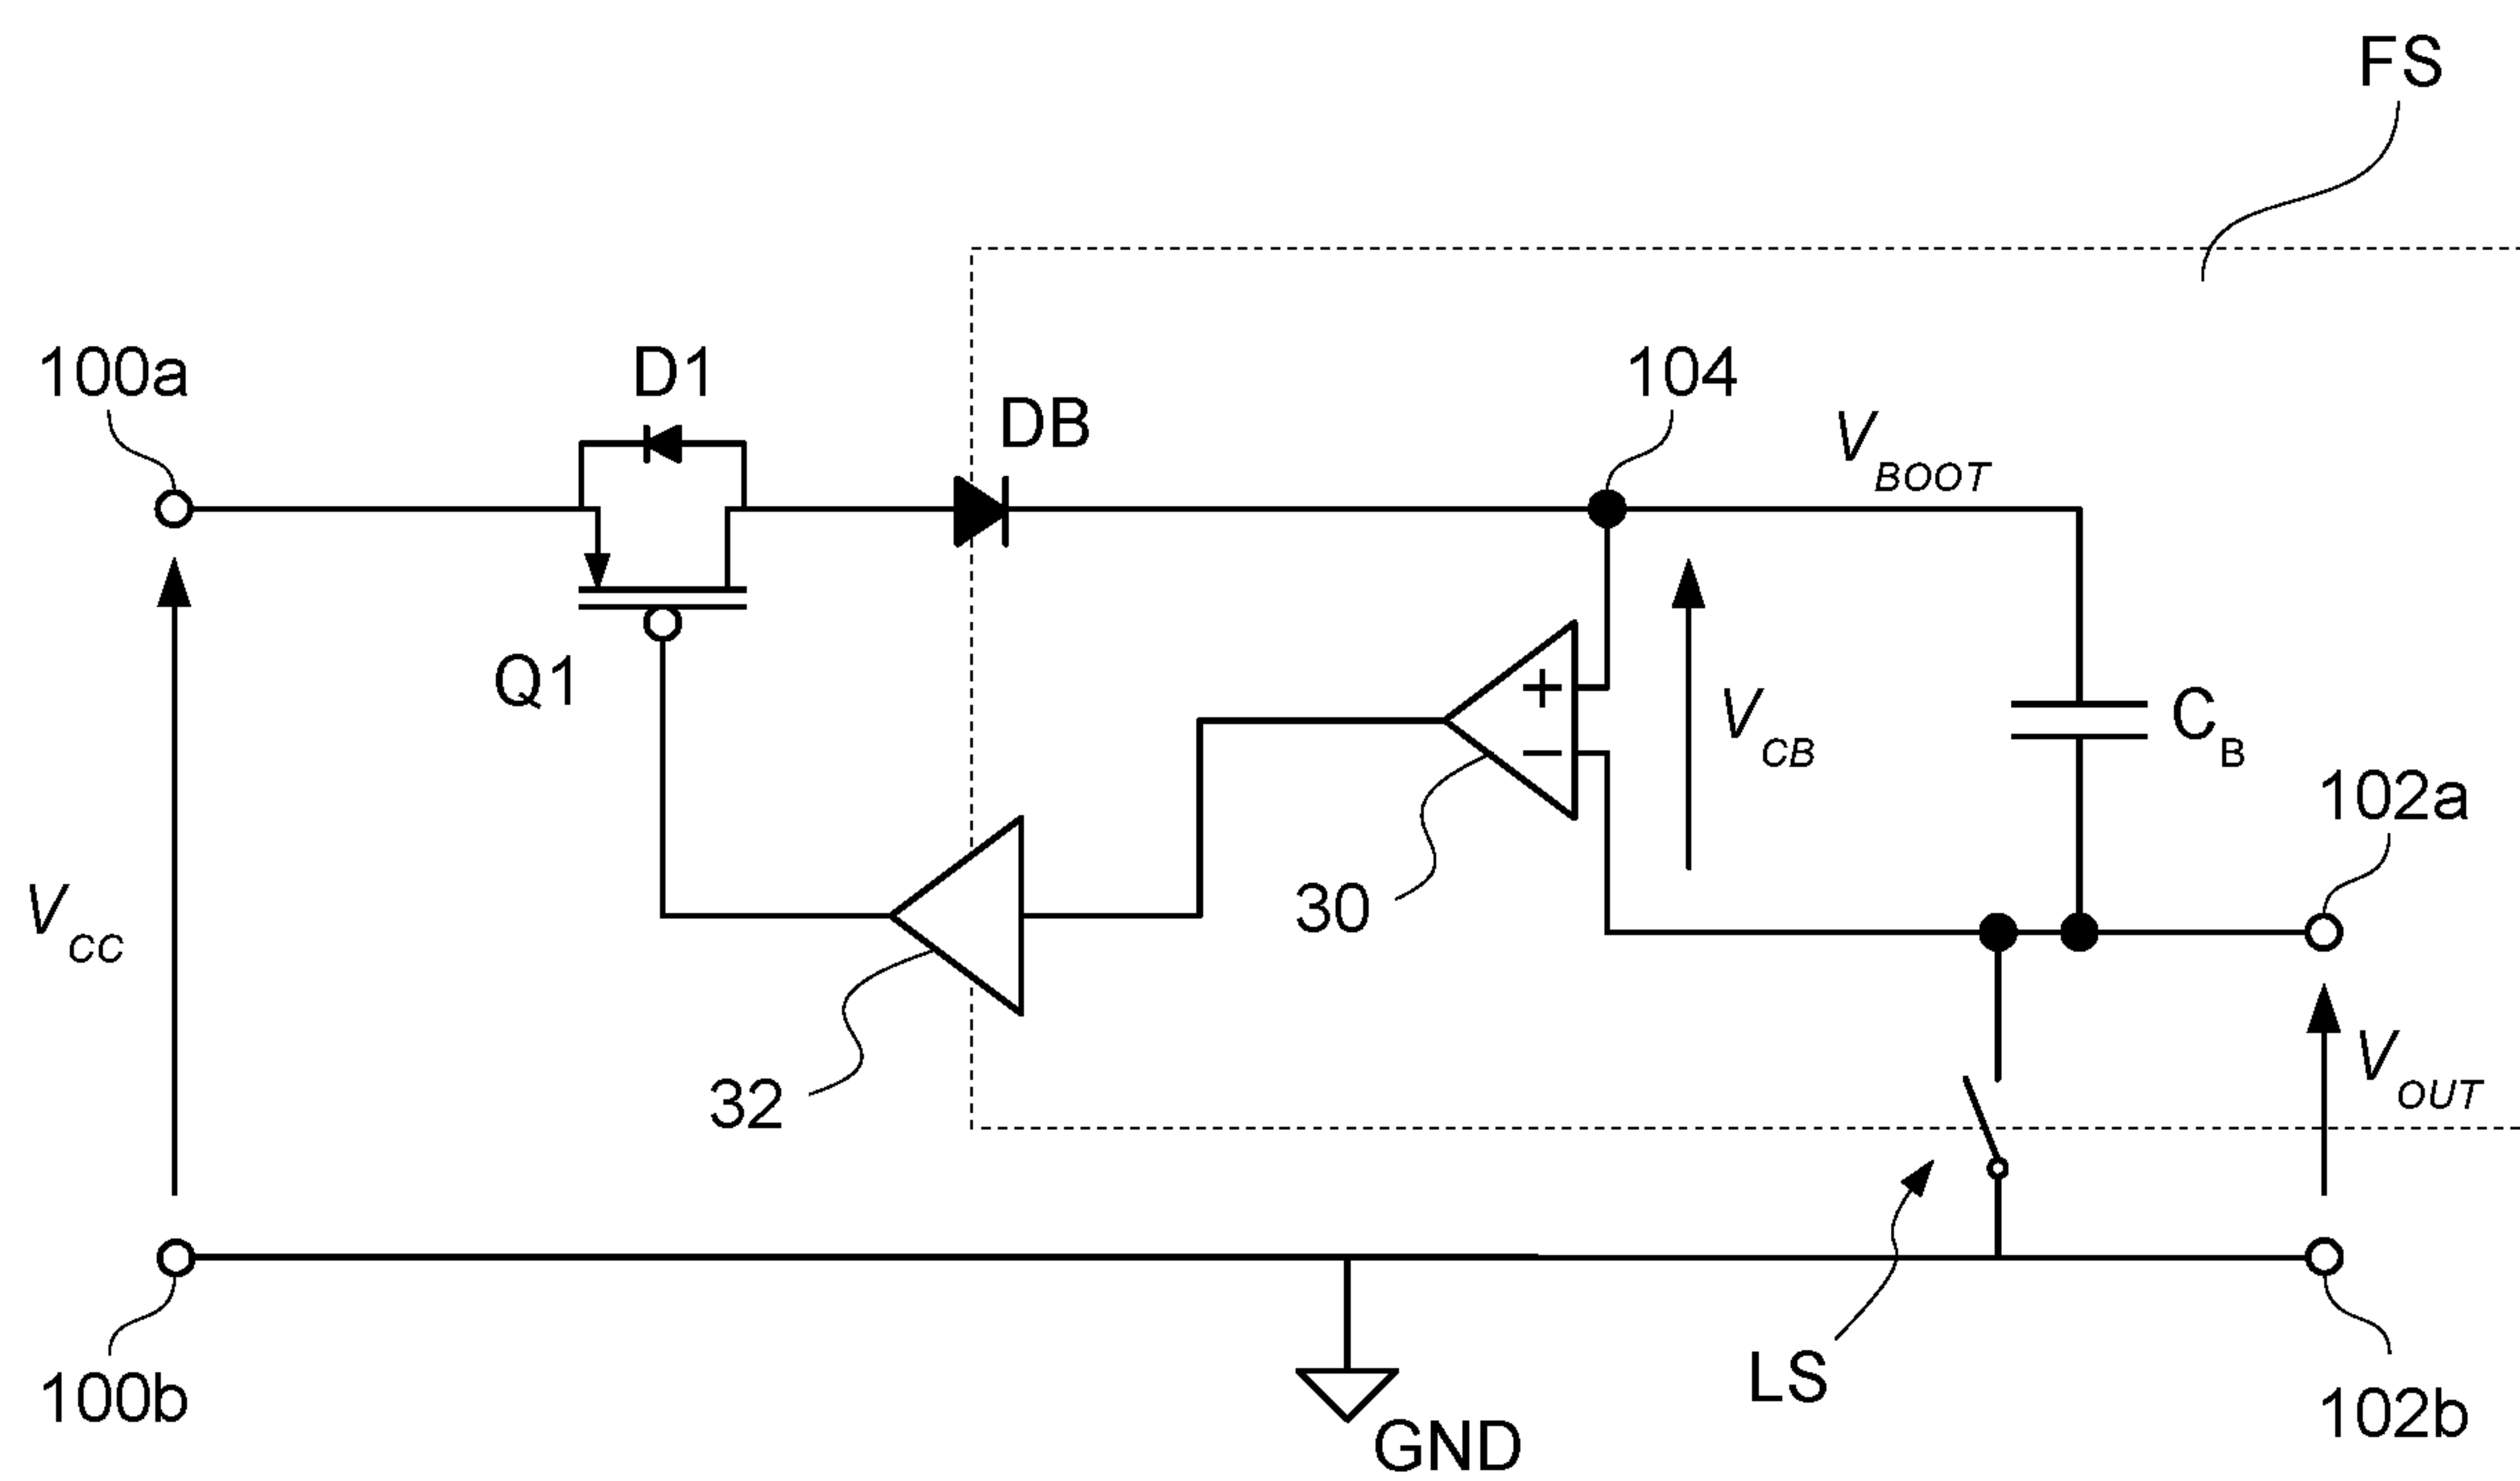 FS
100a
D1
DB
104
VBOOT
Q1
+
−
VCB
CB
102a
VCC
30
32
VOUT
100b
LS
GND
102b